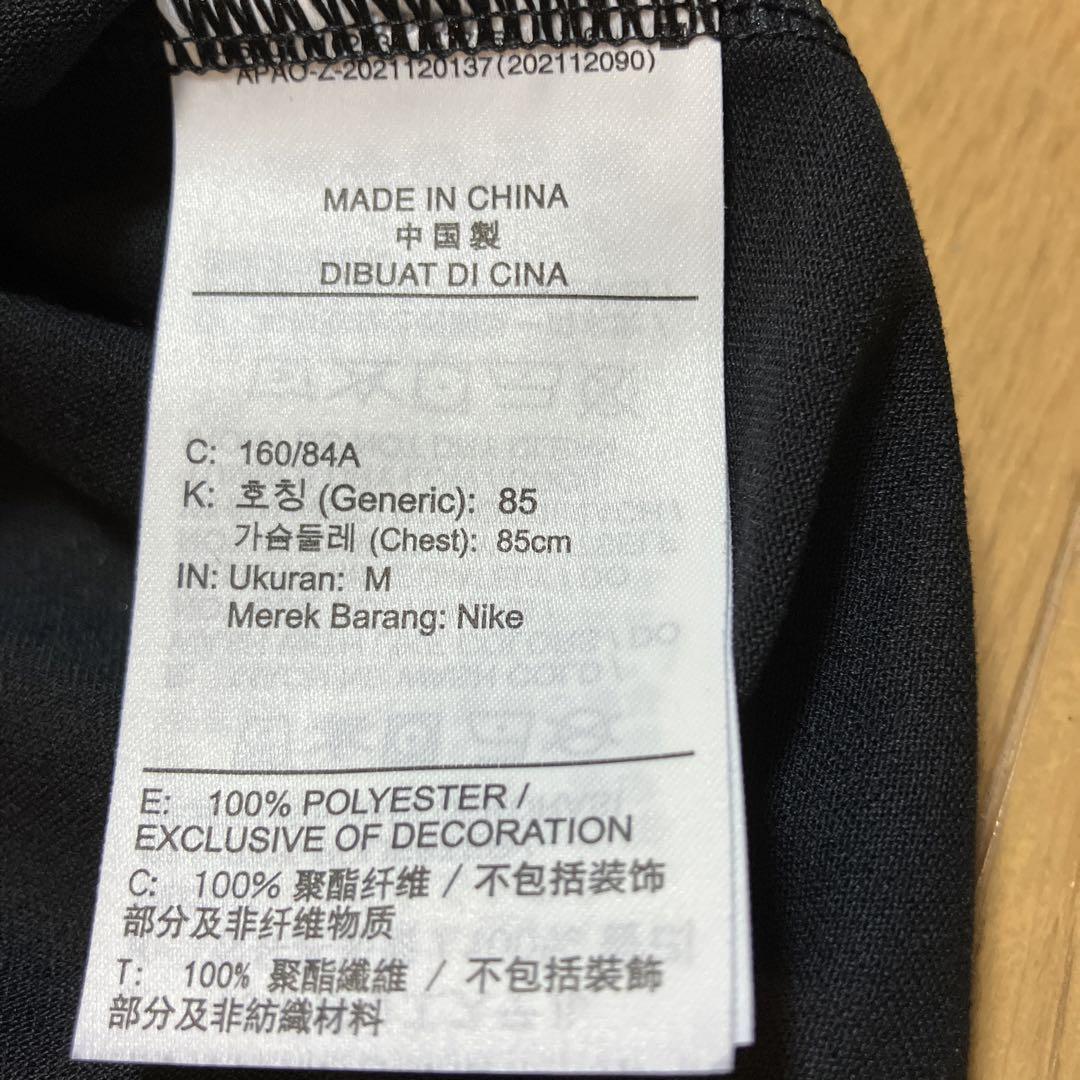 APAO-Z-2021120137(202112090)
MADE IN CHINA
中国製
DIBUAT DI CINA
C: 160/84A
K: 호칭 (Generic): 85
가슴둘레 (Chest): 85cm
IN: Ukuran: M
Merek Barang: Nike
E: 100% POLYESTER /
EXCLUSIVE OF DECORATION
C: 100% 聚酯纤维 / 不包括装饰
部分及非纤维物质
T: 100% 聚酯纖維 / 不包括裝飾
部分及非紡織材料